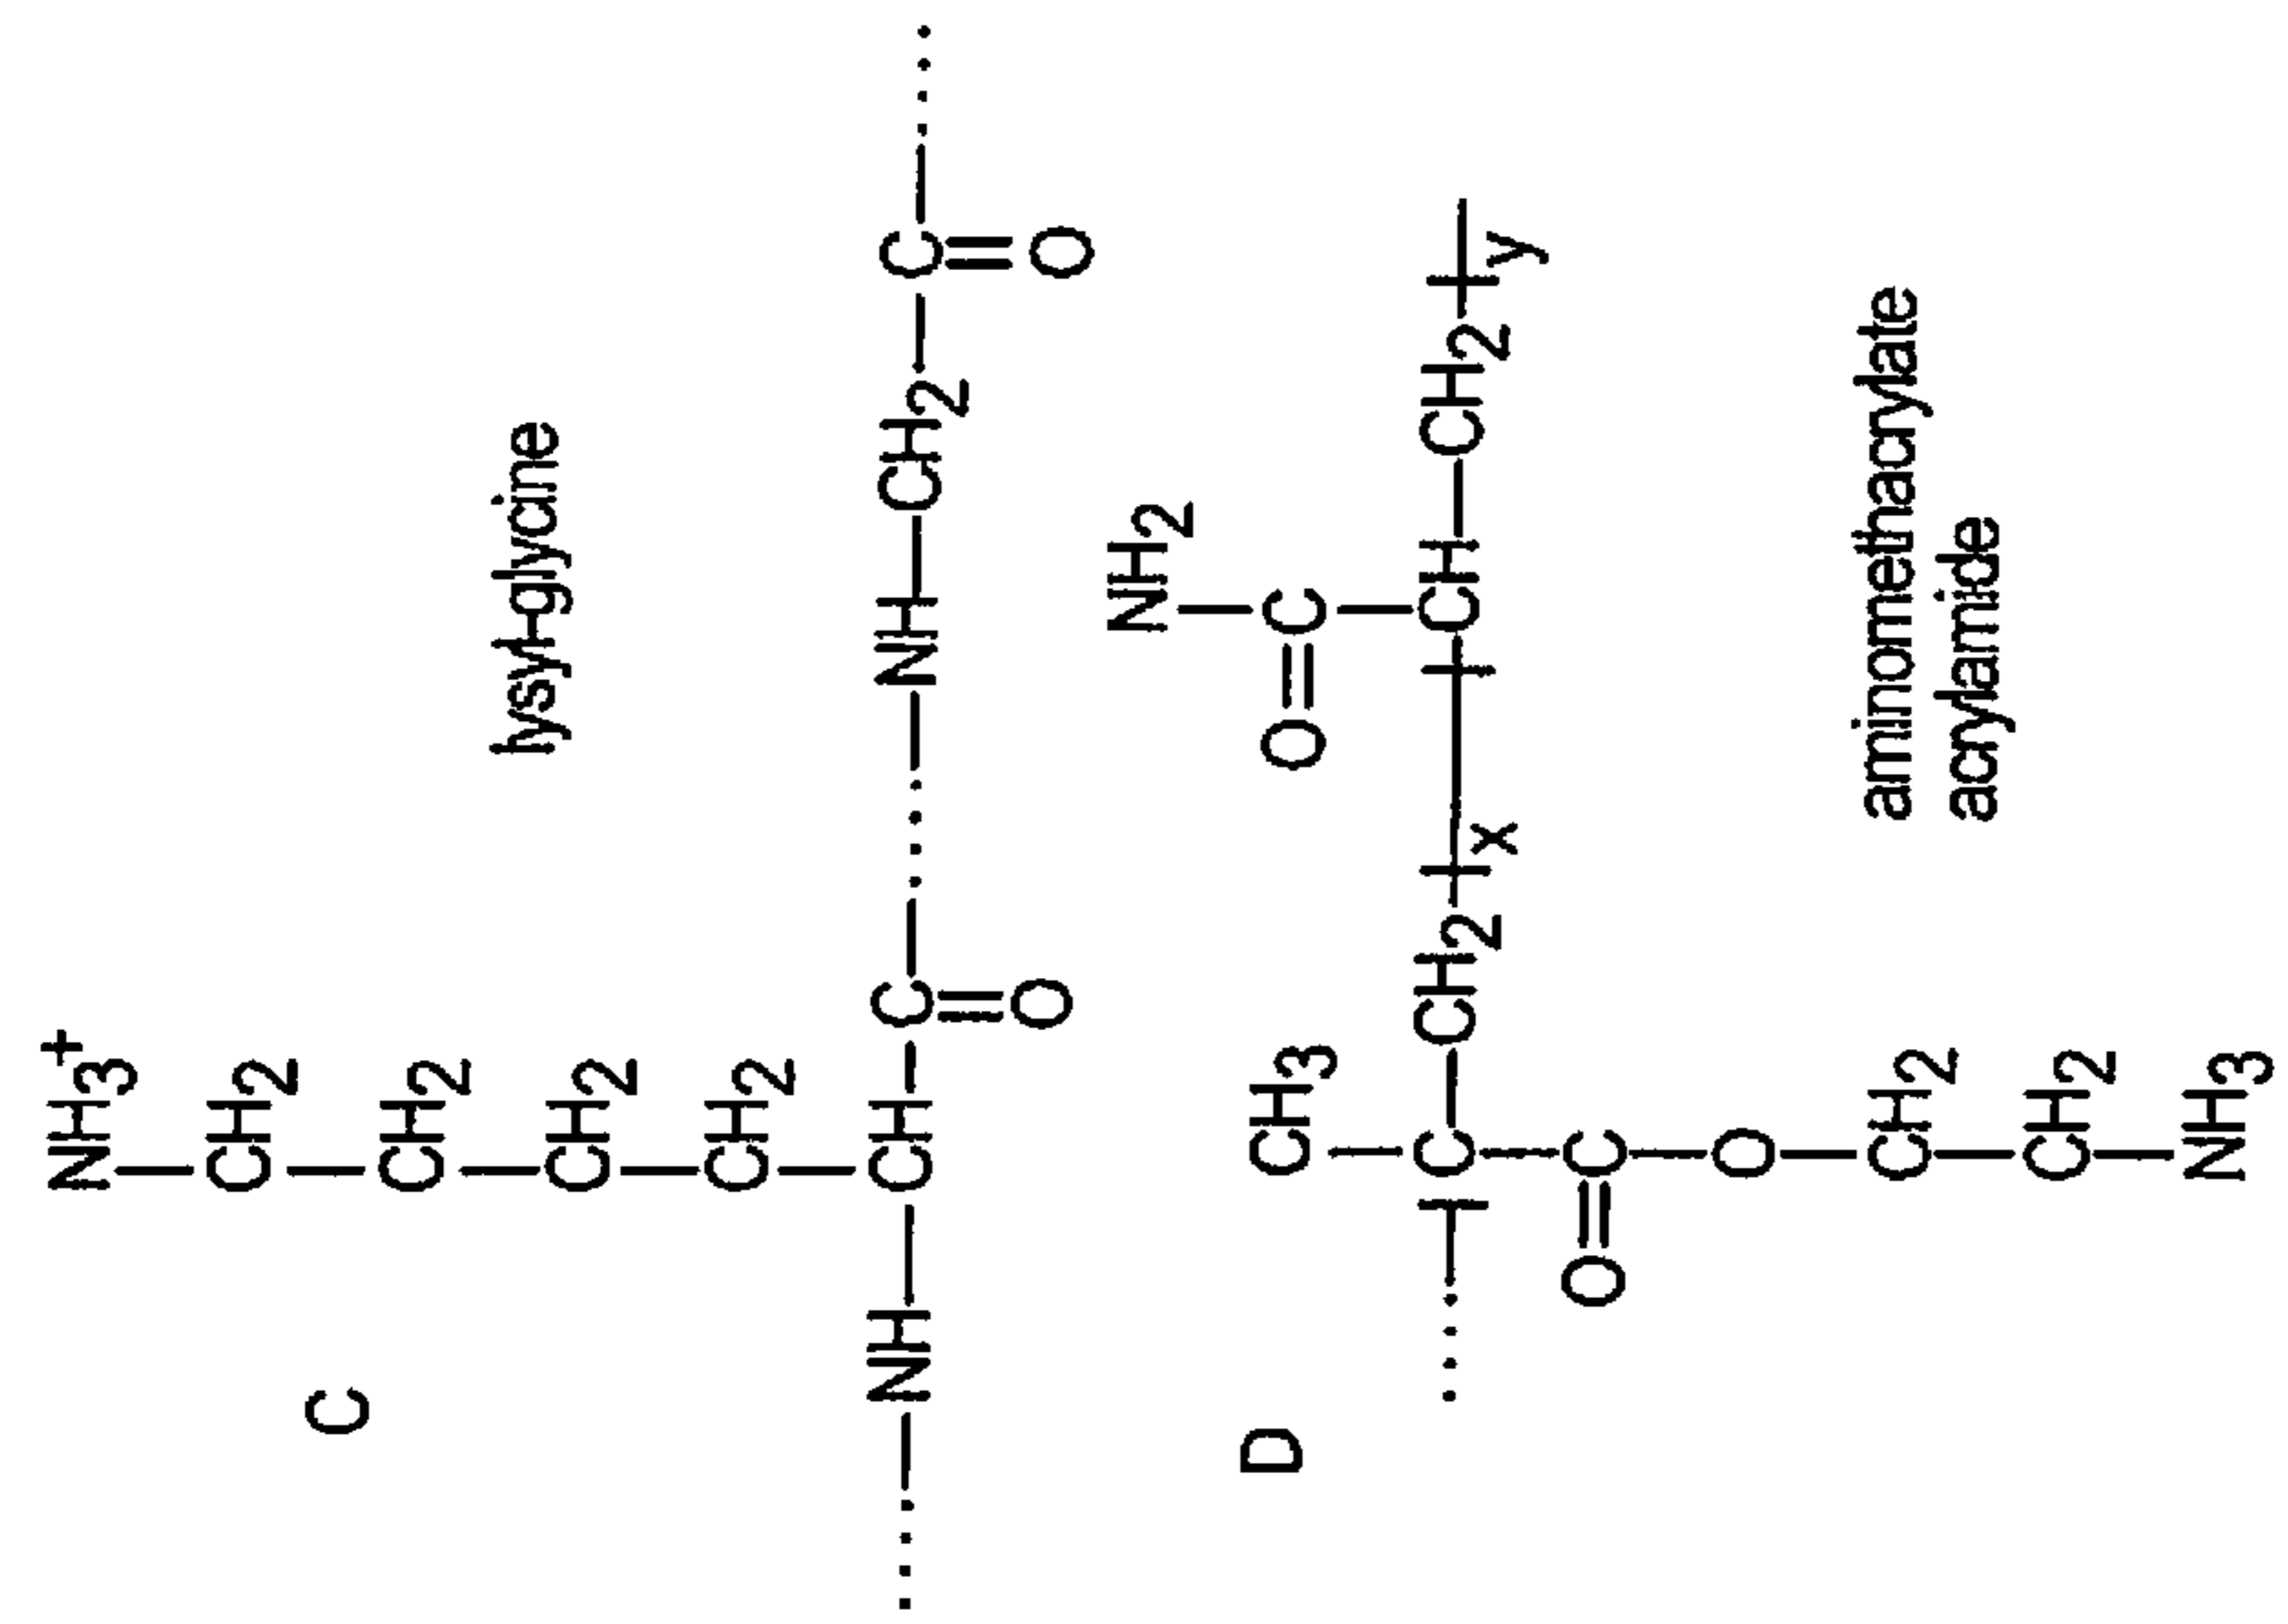 C
NH3+
CH2
CH2
CH2
CH2
NH CH C NH CH2 C
O O
lysyl-glycine
D
NH2
CH3 O C
C CH2 x CH CH2 y
O C
O
CH2
CH2
NH3
aminomethacrylate
acrylamide